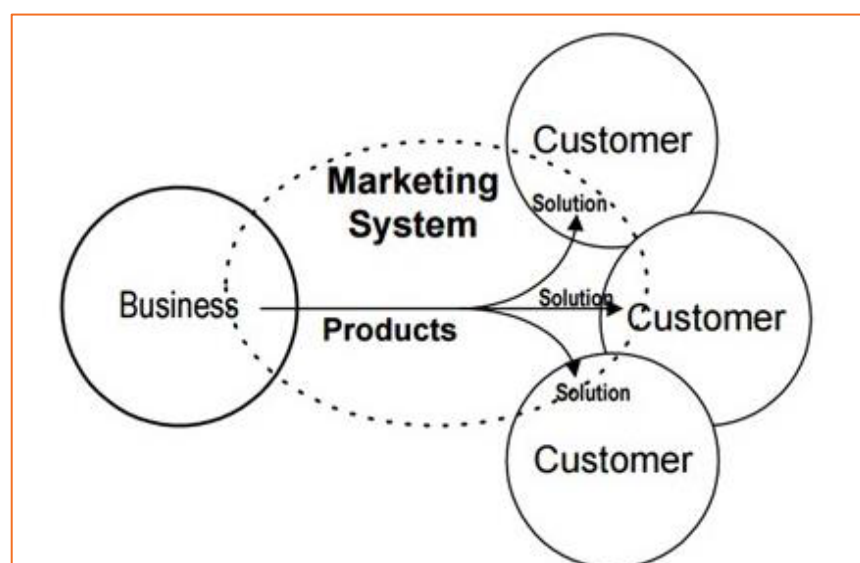 Customer
Marketing
System
Solution
Business
Solution
Customer
Products
Solution
Customer